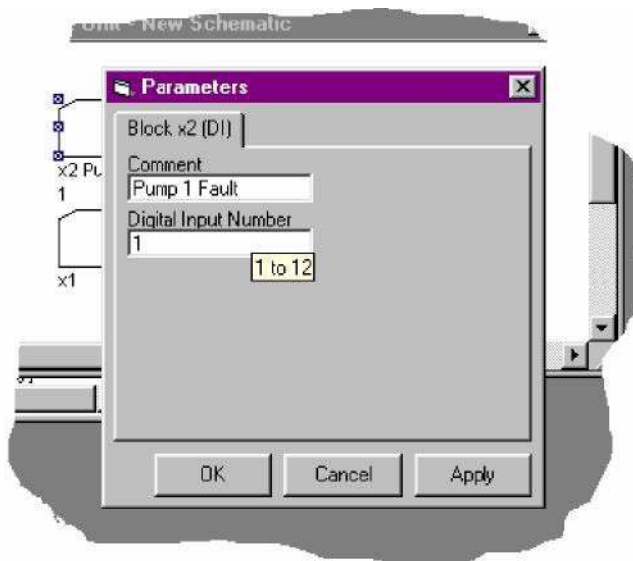 Unit - New Schematic
Parameters
Block x2 (DI)
x2 Pu
1
x1
Comment
Pump 1 Fault
Digital Input Number
1
1 to 12
OK
Cancel
Apply